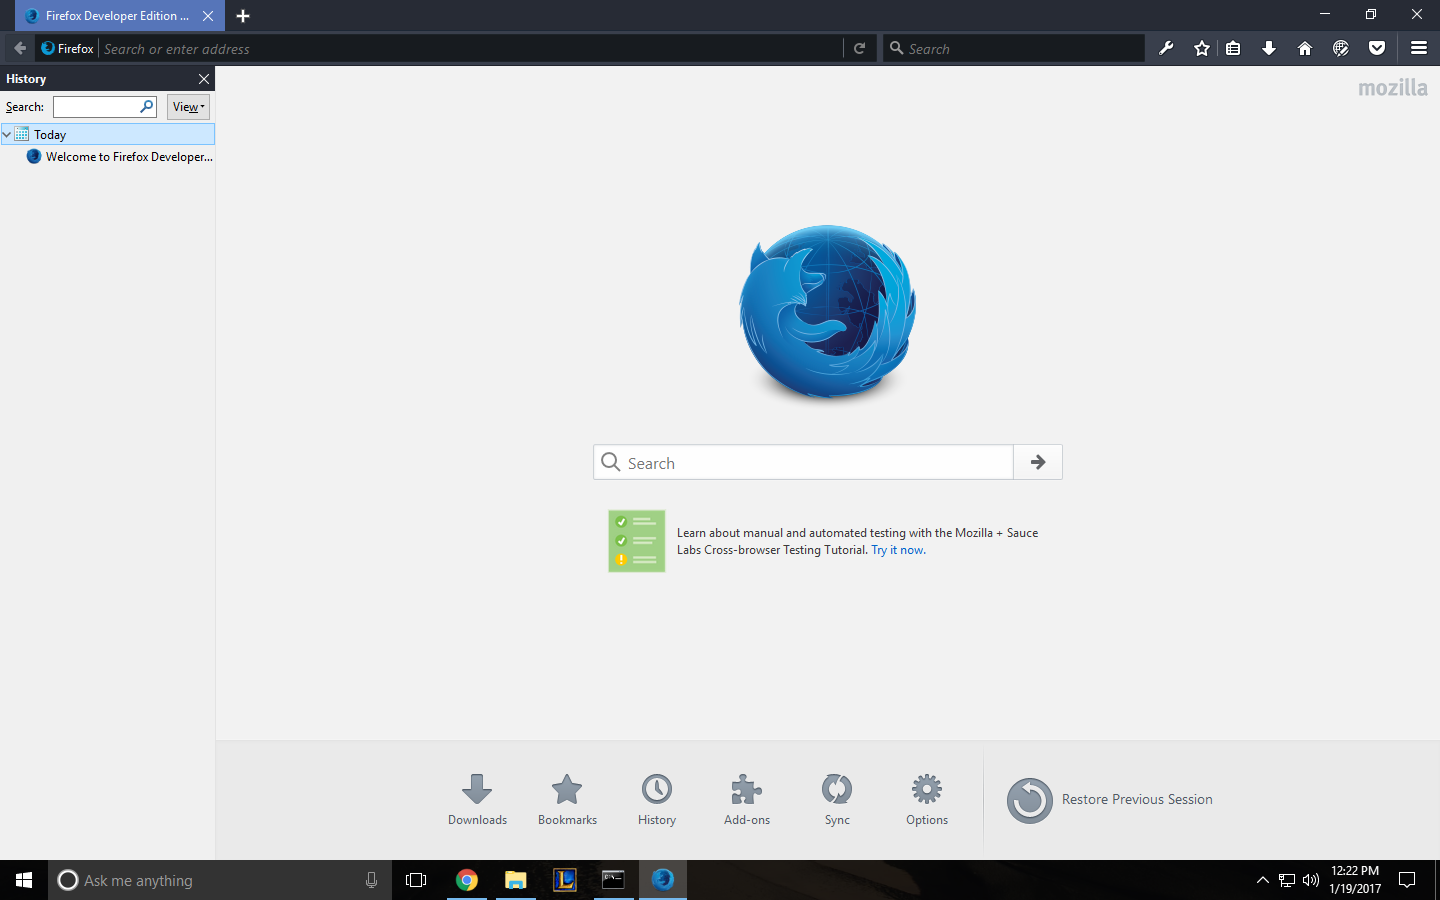 Firefox Developer Edition ...
Firefox
Search or enter address
Search
History
Search:
View
Today
Welcome to Firefox Developer...
mozilla
Search
Learn about manual and automated testing with the Mozilla + Sauce
Labs Cross-browser Testing Tutorial. Try it now.
Downloads
Bookmarks
History
Add-ons
Sync
Options
Restore Previous Session
Ask me anything
12:22 PM
1/19/2017